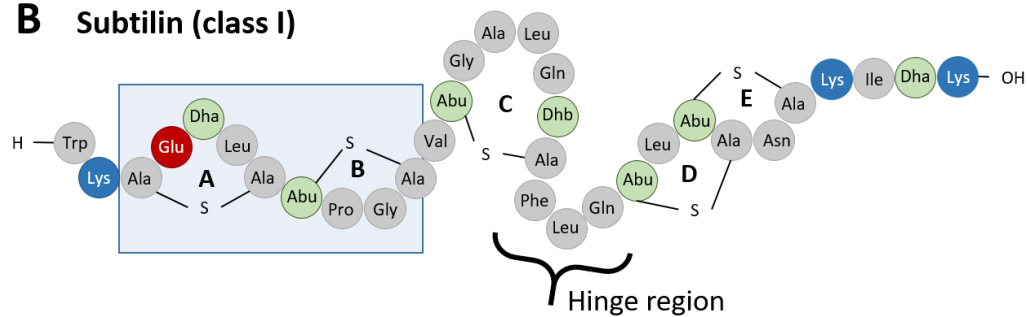 B Subtilin (class I)
H Trp Lys Ala Glu Dha Leu Ala S A
Abu Pro Gly Ala S B
Val Abu Gly Ala Leu Gln Dhb Ala S C
Phe Leu Gln
Abu Leu Abu Ala S D
Asn Ala S E
Lys Ile Dha Lys OH
Hinge region